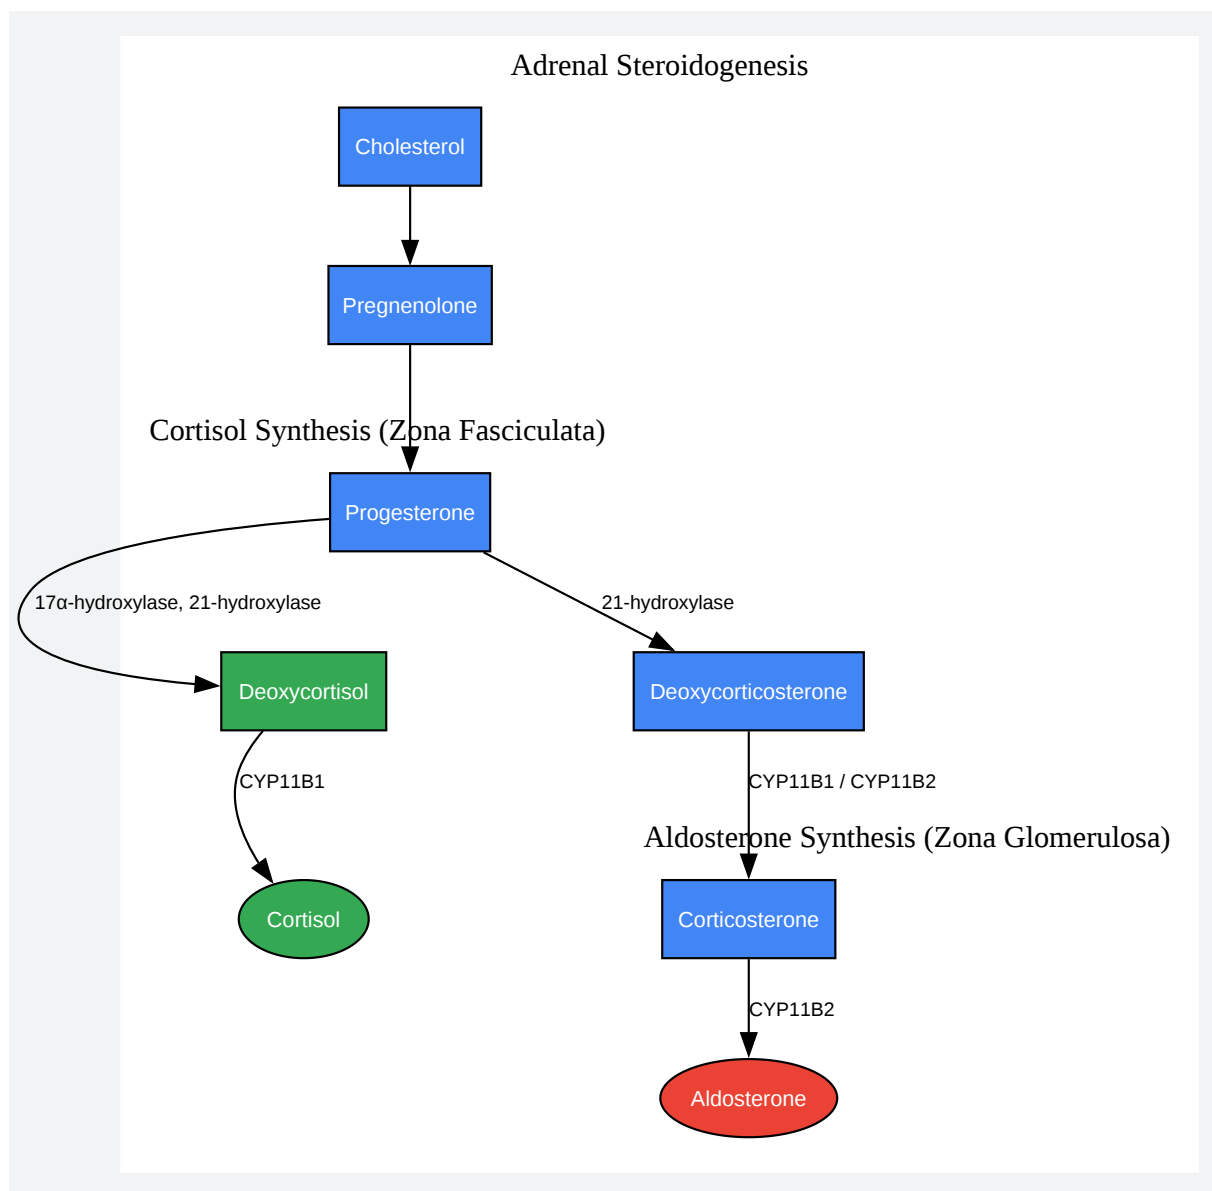 Adrenal Steroidogenesis
Cholesterol
Pregnenolone
Cortisol Synthesis (Zona Fasciculata)
Progesterone
17α-hydroxylase, 21-hydroxylase
21-hydroxylase
Deoxycortisol
Deoxycorticosterone
CYP11B1
CYP11B1 / CYP11B2
Aldosterone Synthesis (Zona Glomerulosa)
Cortisol
Corticosterone
CYP11B2
Aldosterone